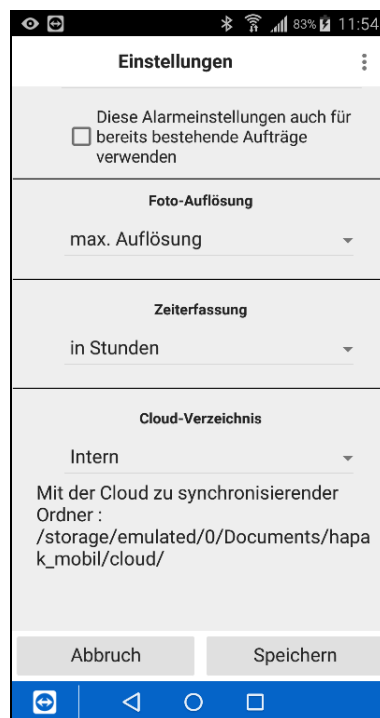 83% 11:54
Einstellungen
Diese Alarmeinstellungen auch für
bereits bestehende Aufträge
verwenden
Foto-Auflösung
max. Auflösung
Zeiterfassung
in Stunden
Cloud-Verzeichnis
Intern
Mit der Cloud zu synchronisierender
Ordner :
/storage/emulated/0/Documents/hapa
k_mobil/cloud/
Abbruch Speichern